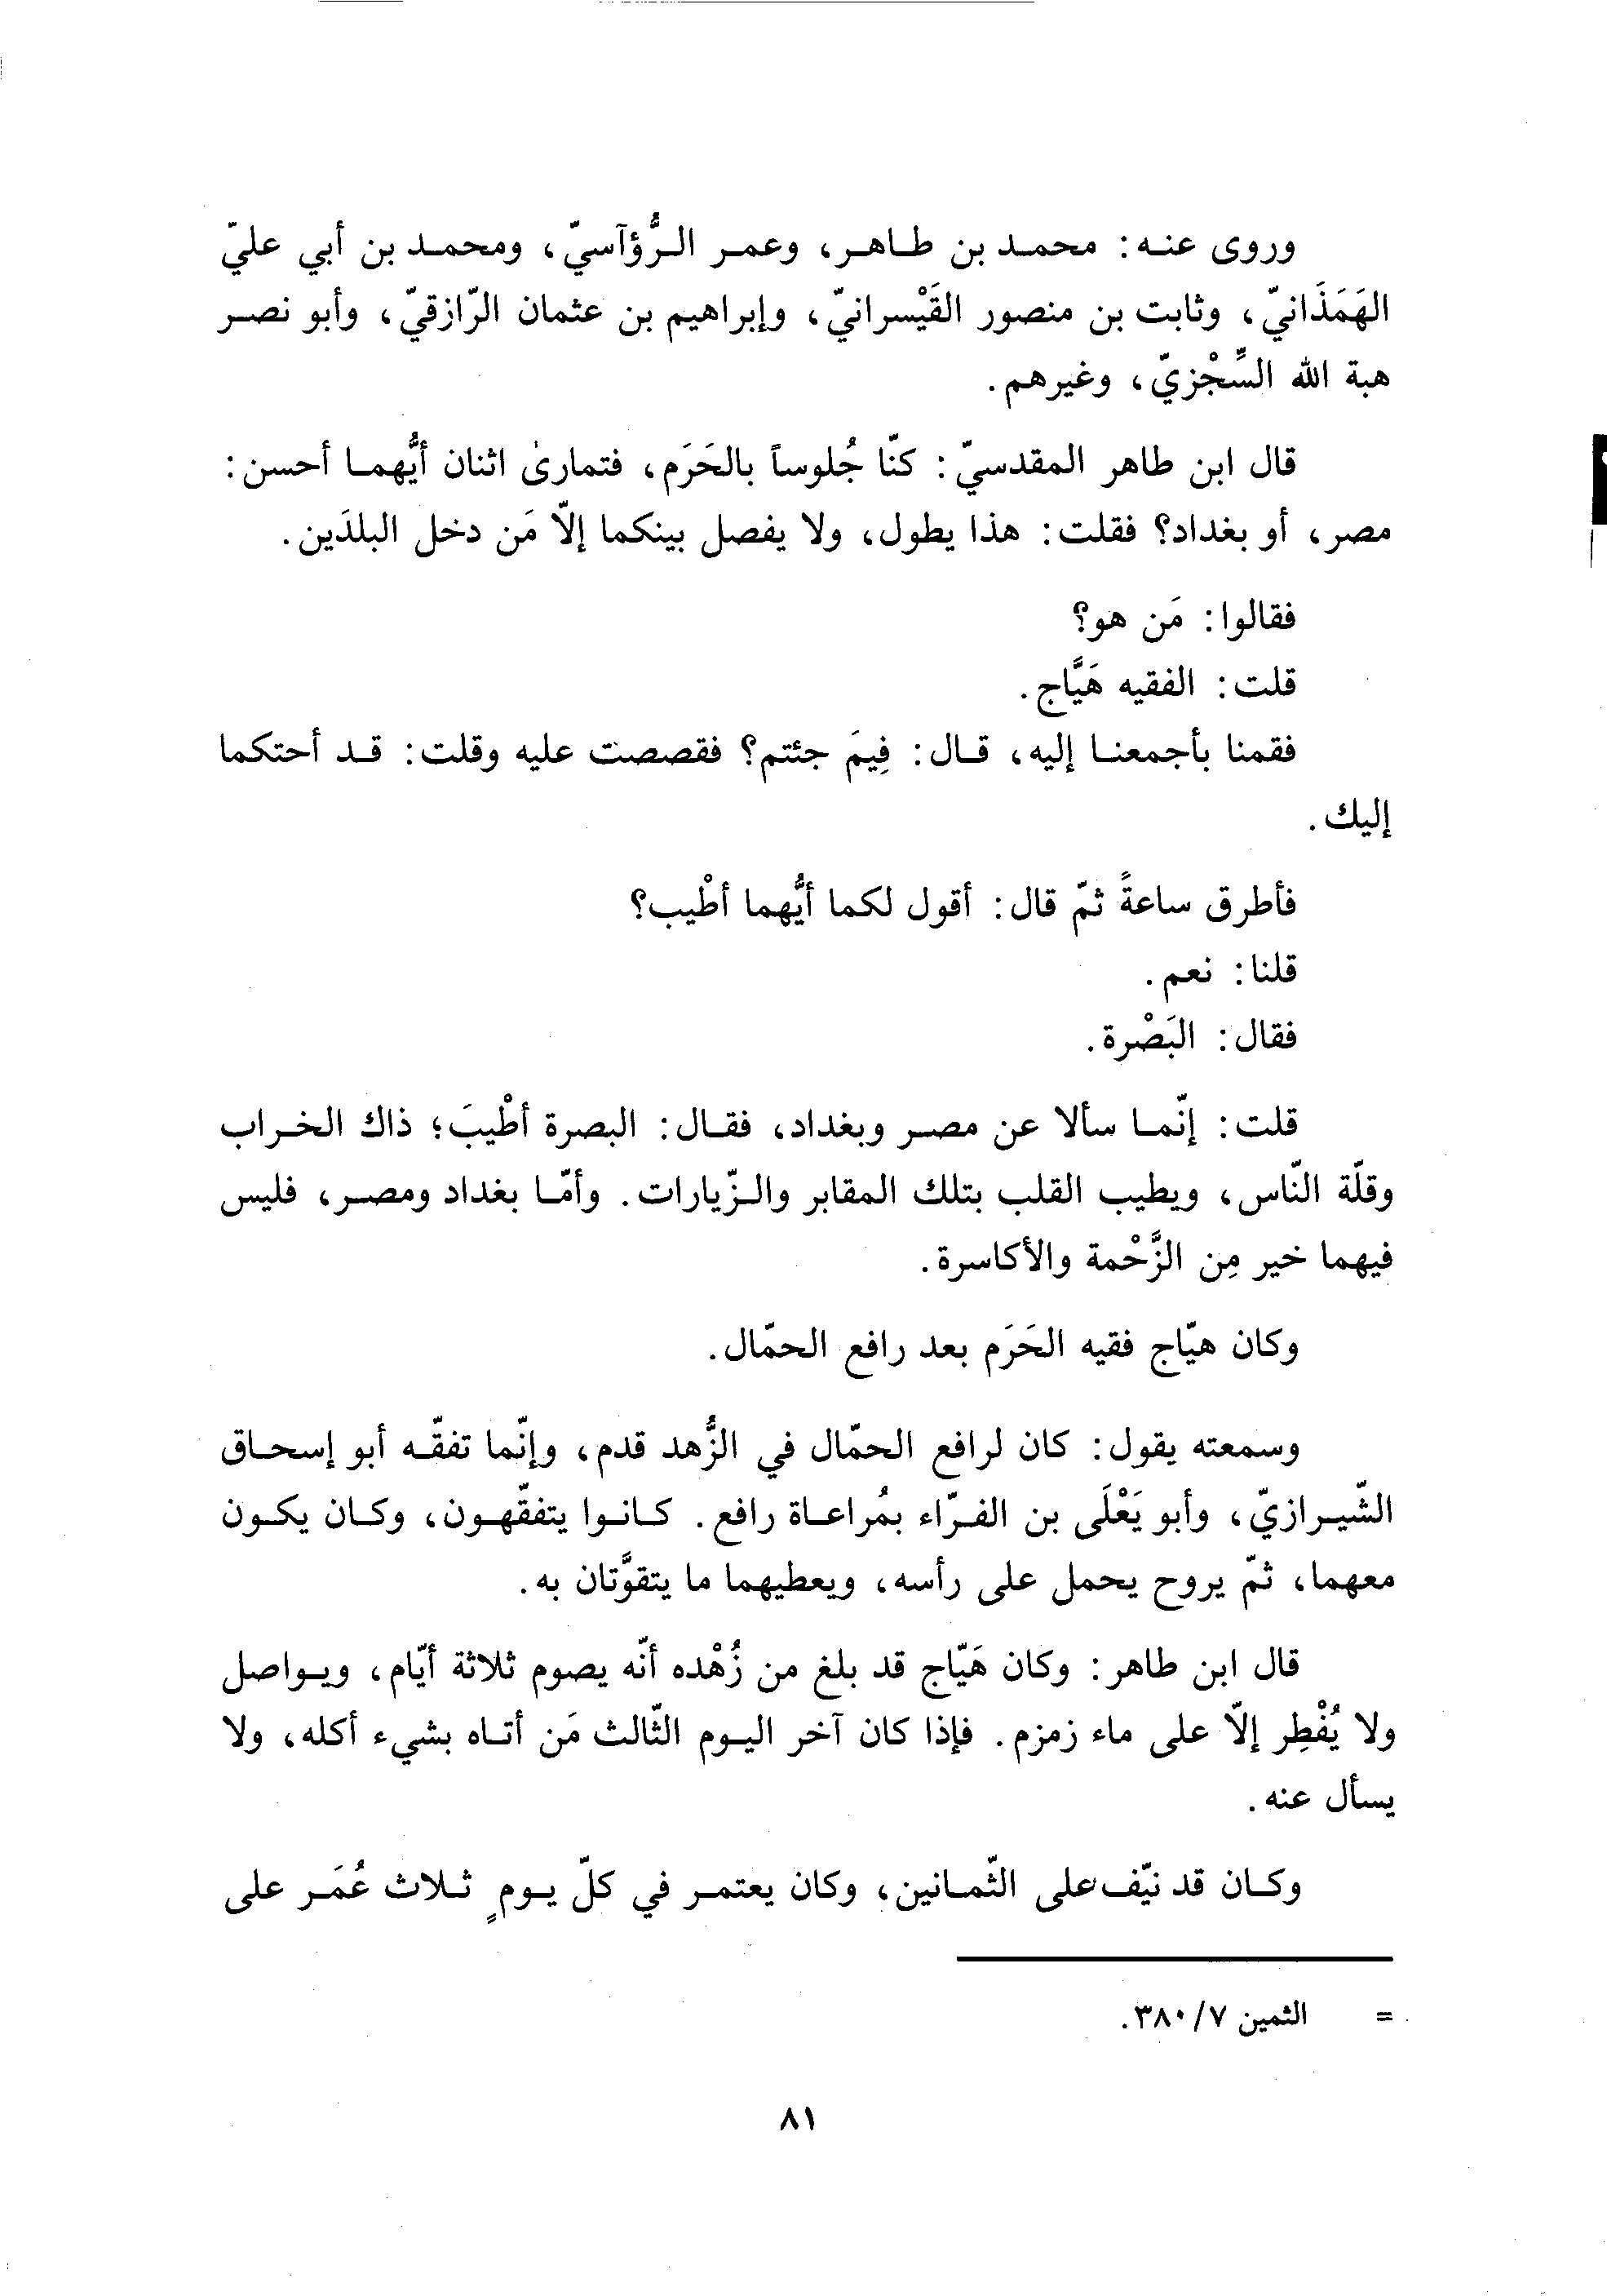 وروى عنه: محمد بن طاهر، وعمر الرُّؤآسيّ، ومحمد بن أبي عليّ
الهَمَذَانيّ، وثابت بن منصور القَيْسرانيّ، وإبراهيم بن عثمان الرّازقيّ، وأبو نصر
هبة الله السِّجْزيّ، وغيرهم.
قال ابن طاهر المقدسيّ: كنّا جُلوساً بالحَرَم، فتمارىٰ اثنان أيُّهما أحسن:
مصر، أو بغداد؟ فقلت: هذا يطول، ولا يفصل بينكما إلاّ مَن دخل البلدَين.
فقالوا: مَن هو؟
قلت: الفقيه هَيَّاج.
فقمنا بأجمعنا إليه، قال: فِيمَ جئتم؟ فقصصت عليه وقلت: قد أحتكما
إليك.
فأطرق ساعةً ثمّ قال: أقول لكما أيُّهما أطْيب؟
قلنا: نعم.
فقال: البَصْرة.
قلت: إنّما سألا عن مصر وبغداد، فقال: البصرة أطْيبَ؛ ذاك الخراب
وقلّة النّاس، ويطيب القلب بتلك المقابر والزّيارات. وأمّا بغداد ومصر، فليس
فيهما خير مِن الزَّحْمة والأكاسرة.
وكان هيّاج فقيه الحَرَم بعد رافع الحمّال.
وسمعته يقول: كان لرافع الحمّال في الزُّهد قدم، وإنّما تفقّه أبو إسحاق
الشّيرازيّ، وأبو يَعْلَى بن الفرّاء بمُراعاة رافع. كانوا يتفقّهون، وكان يكون
معهما، ثمّ يروح يحمل على رأسه، ويعطيهما ما يتقوَّتان به.
قال ابن طاهر: وكان هَيّاج قد بلغ من زُهْده أنّه يصوم ثلاثة أيّام، ويواصل
ولا يُفْطِر إلاّ على ماء زمزم. فإذا كان آخر اليوم الثّالث مَن أتاه بشيء أكله، ولا
يسأل عنه.
وكان قد نيّف على الثّمانين، وكان يعتمر في كلّ يومٍ ثلاث عُمَر على
= الثمين ٣٨٠/٧.
٨١